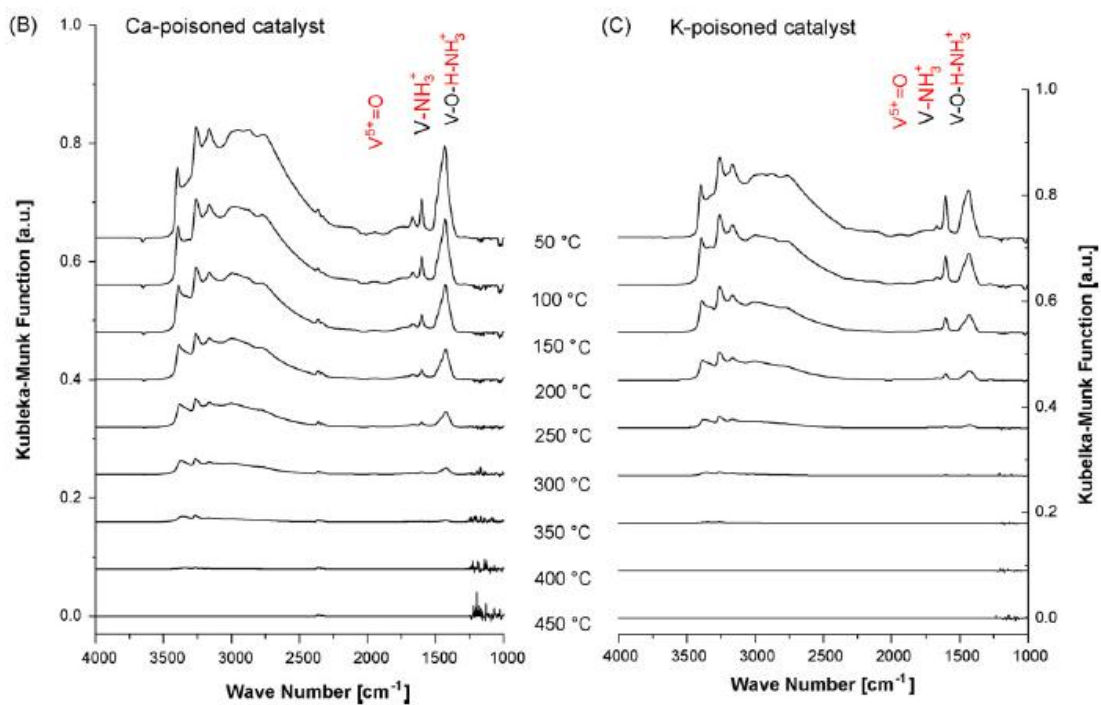 (B) Ca-poisoned catalyst
V⁵⁺=O
V-NH₃⁺
V-O-H-NH₃⁺
Kubleka-Munk Function [a.u.]
1.0
0.8
0.6
0.4
0.2
0.0
4000 3500 3000 2500 2000 1500 1000
Wave Number [cm⁻¹]
50 °C
100 °C
150 °C
200 °C
250 °C
300 °C
350 °C
400 °C
450 °C
(C) K-poisoned catalyst
V⁵⁺=O
V-NH₃⁺
V-O-H-NH₃⁺
1.0
0.8
0.6
0.4
0.2
0.0
Kubelka-Munk Function [a.u.]
4000 3500 3000 2500 2000 1500 1000
Wave Number [cm⁻¹]